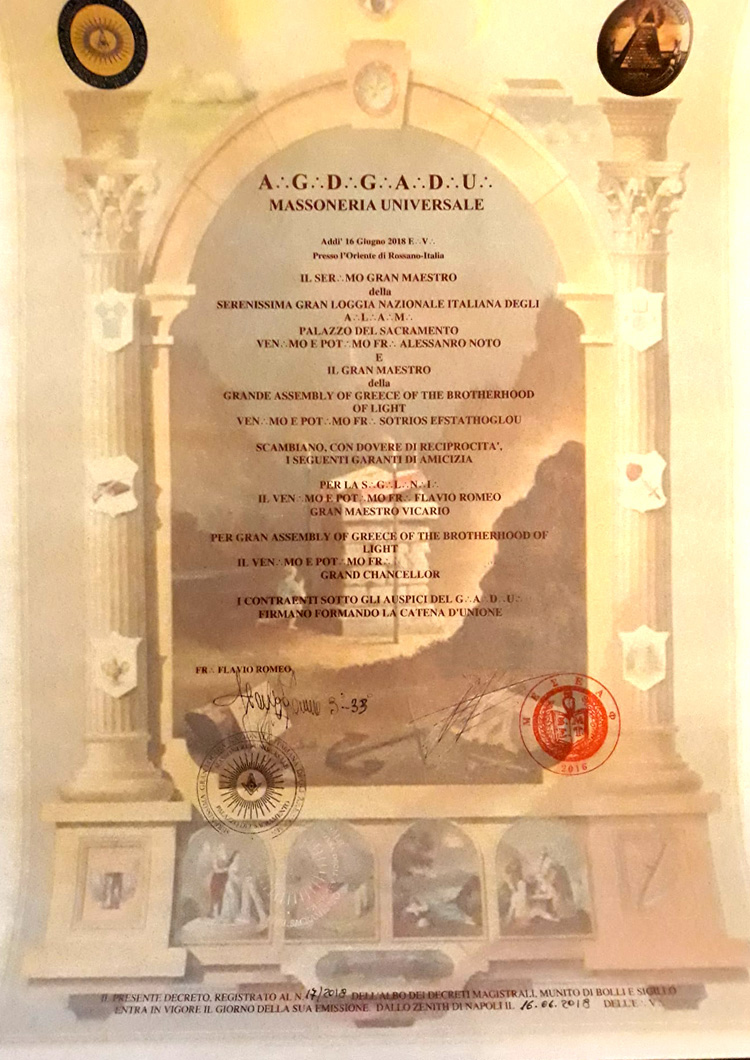 A∴G∴D∴G∴A∴D∴U∴
MASSONERIA UNIVERSALE
Addi' 16 Giugno 2018 E∴V∴
Presso l'Oriente di Rossano-Italia
IL SER∴MO GRAN MAESTRO
della
SERENISSIMA GRAN LOGGIA NAZIONALE ITALIANA DEGLI
A∴L∴A∴M∴
PALAZZO DEL SACRAMENTO
VEN∴MO E POT∴MO FR∴ ALESSANRO NOTO
E
IL GRAN MAESTRO
della
GRANDE ASSEMBLY OF GREECE OF THE BROTHERHOOD
OF LIGHT
VEN∴MO E POT∴MO FR∴ SOTRIOS EFSTATHOGLOU
SCAMBIANO, CON DOVERE DI RECIPROCITA',
I SEGUENTI GARANTI DI AMICIZIA
PER LA S∴G∴L∴N∴I∴
IL VEN∴MO E POT∴MO FR∴ FLAVIO ROMEO
GRAN MAESTRO VICARIO
PER GRAN ASSEMBLY OF GREECE OF THE BROTHERHOOD OF
LIGHT
IL VEN∴MO E POT∴MO FR∴
GRAND CHANCELLOR
I CONTRAENTI SOTTO GLI AUSPICI DEL G∴A∴D∴U∴
FIRMANO FORMANDO LA CATENA D'UNIONE
FR∴ FLAVIO ROMEO
3-33
Μ Ε Σ Ε Λ Φ
2016
IL PRESENTE DECRETO, REGISTRATO AL N. 17/2018 DELL'ALBO DEI DECRETI MAGISTRALI, MUNITO DI BOLLI E SIGILLO
ENTRA IN VIGORE IL GIORNO DELLA SUA EMISSIONE DALLO ZENITH DI NAPOLI IL 16.06.2018 DELL'E∴V∴